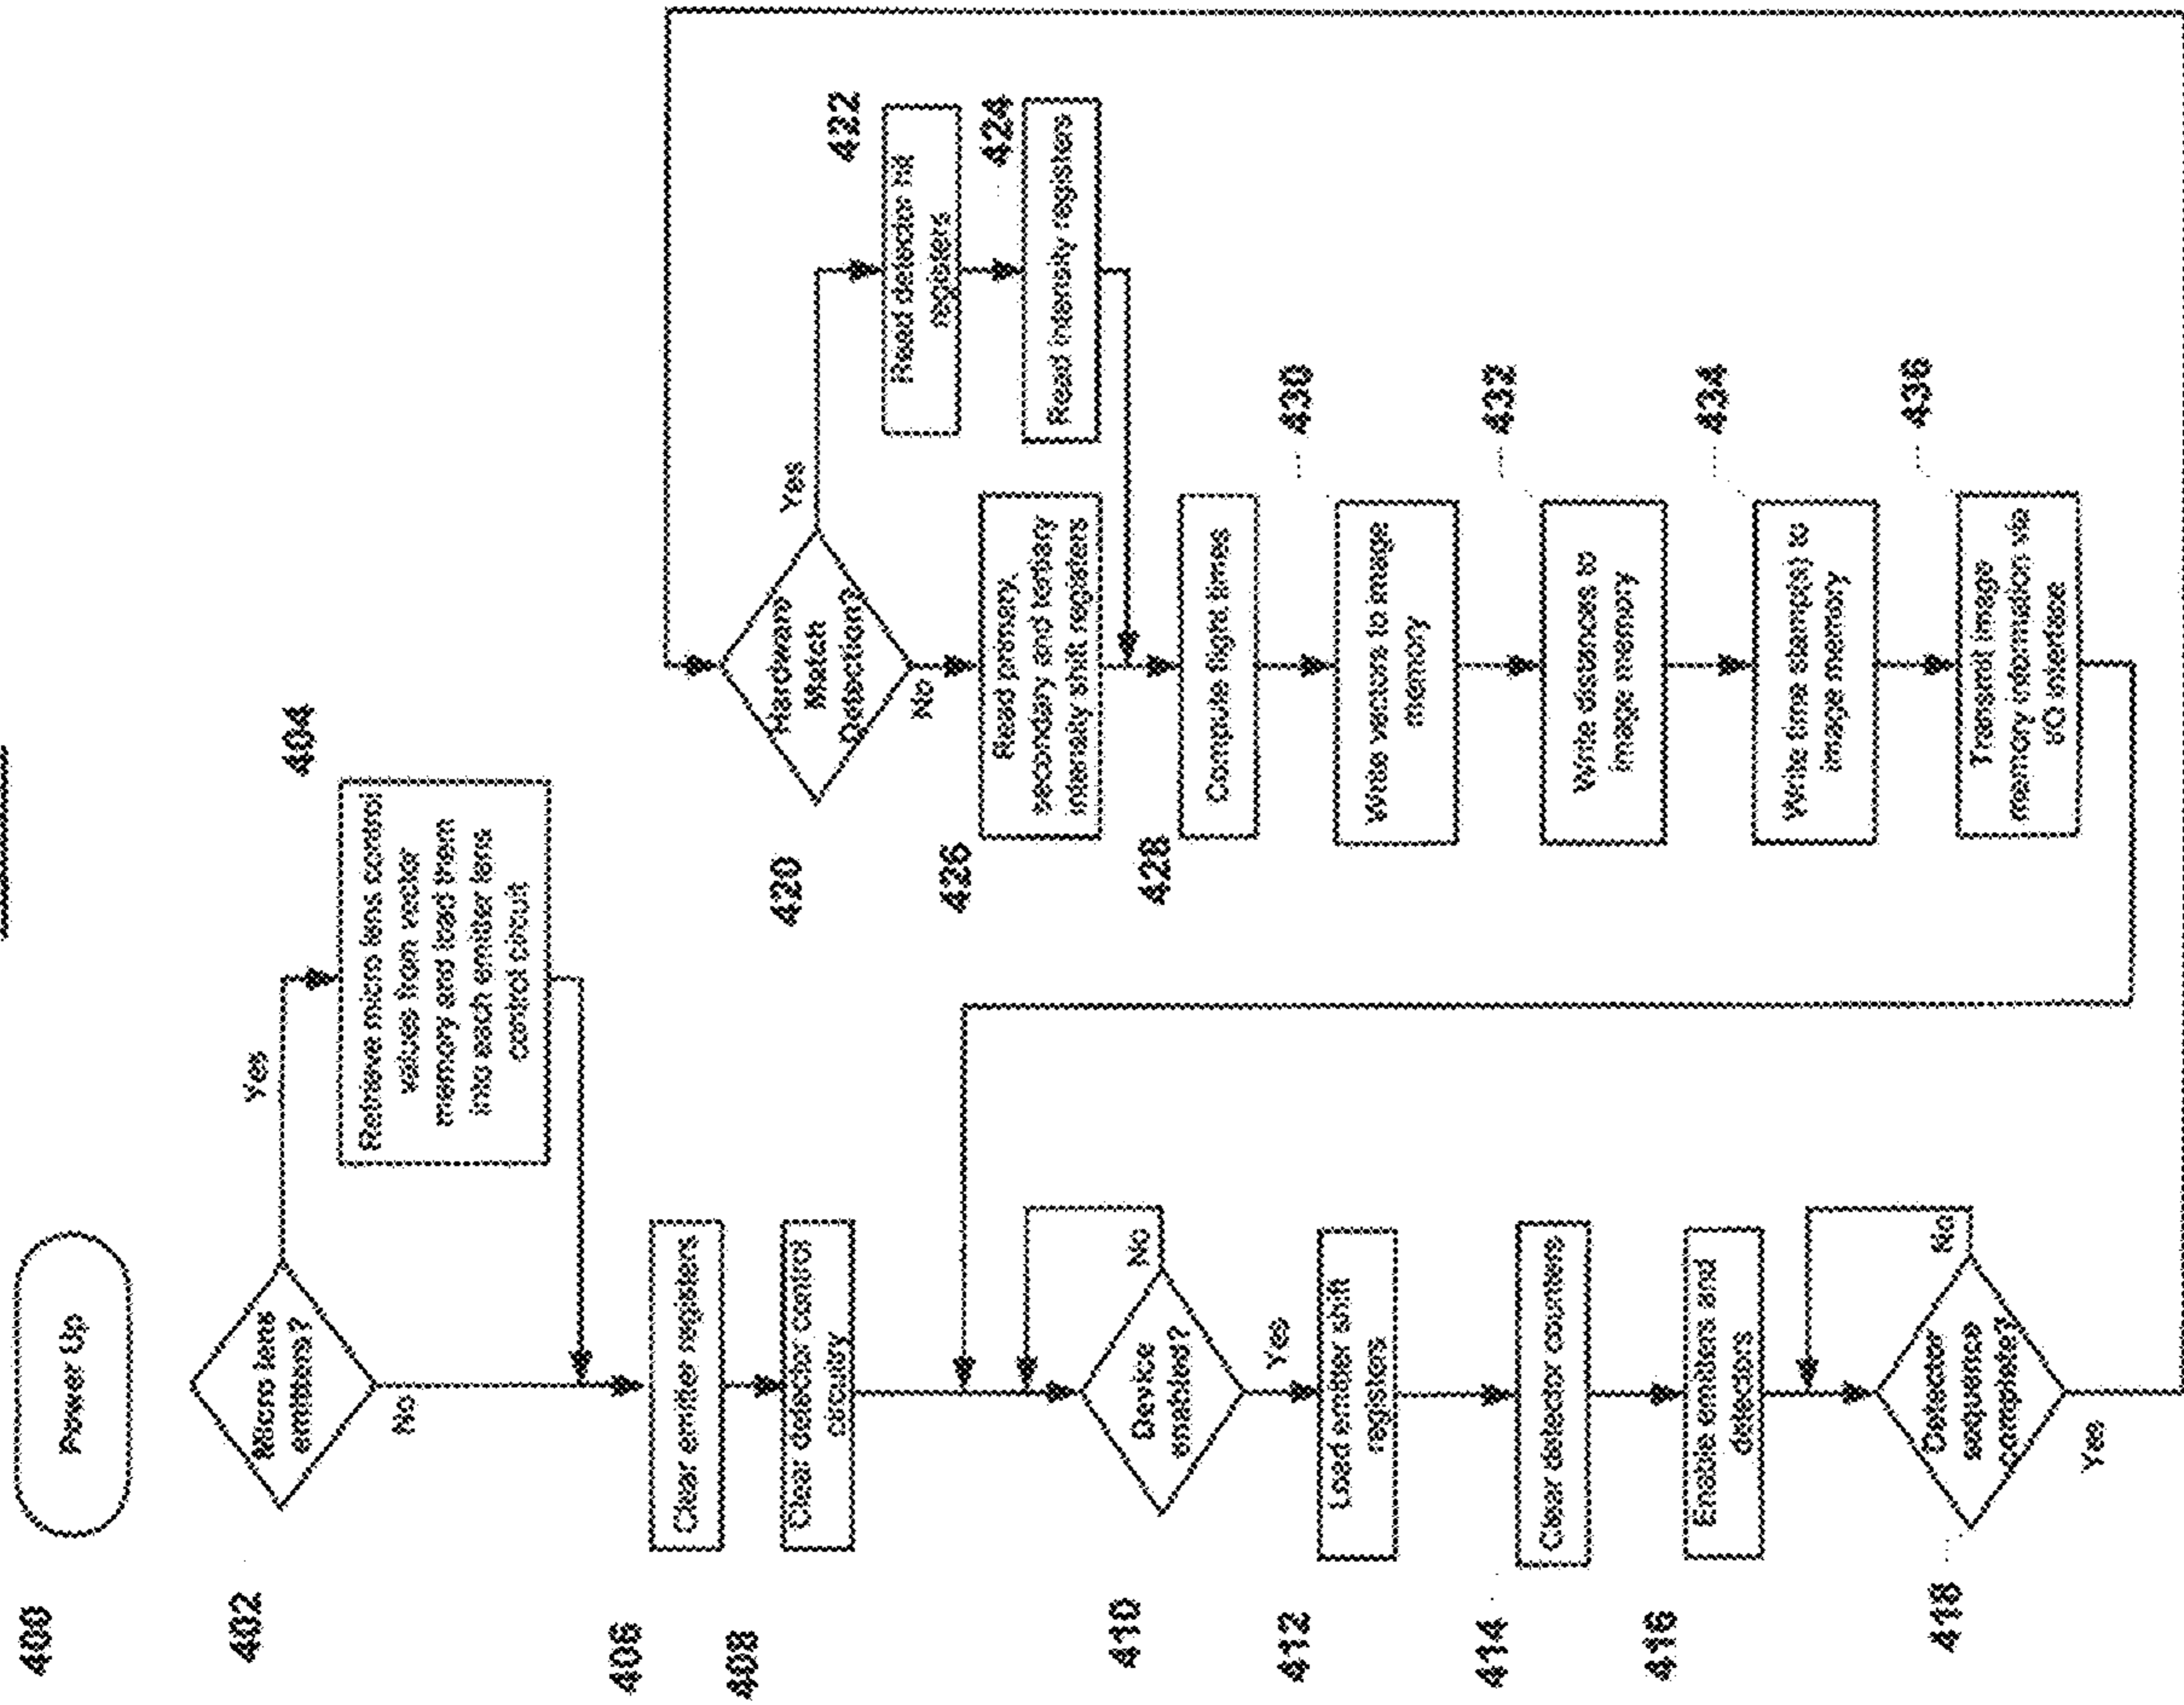 400
Power Up
402
Micro lens
emitters?
Yes
No
404
Retrieve micro lens control
values from vector
memory and load them
into each emitter lens
control circuit
406
Clear emitter registers
408
Clear detector control
circuitry
410
Device
enabled?
No
Yes
412
Load emitter shift
registers
414
Clear detector counters
416
Enable emitters and
detectors
418
Detector
sequence
complete?
No
Yes
420
Hardware
Match
Detection?
Yes
No
422
Read detector hit
registers
424
Read intensity registers
426
Read primary,
secondary and tertiary
intensity shift registers
428
Compute flight times
430
Write vectors to image
memory
432
Write distances to
image memory
434
Write time stamp(s) to
image memory
436
Transmit image
memory information via
I/O interface